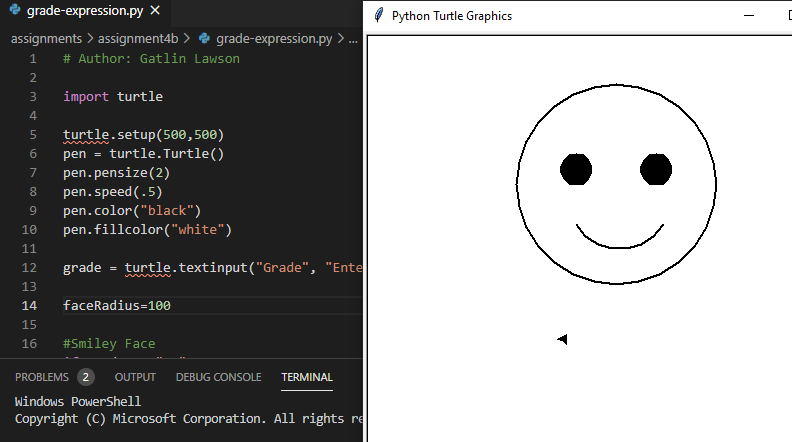 grade-expression.py
assignments > assignment4b > grade-expression.py > ...
1 # Author: Gatlin Lawson
2
3 import turtle
4
5 turtle.setup(500,500)
6 pen = turtle.Turtle()
7 pen.pensize(2)
8 pen.speed(.5)
9 pen.color("black")
10 pen.fillcolor("white")
11
12 grade = turtle.textinput("Grade", "Ente
13
14 faceRadius=100
15
16 #Smiley Face
PROBLEMS 2 OUTPUT DEBUG CONSOLE TERMINAL
Windows PowerShell
Copyright (C) Microsoft Corporation. All rights re
Python Turtle Graphics